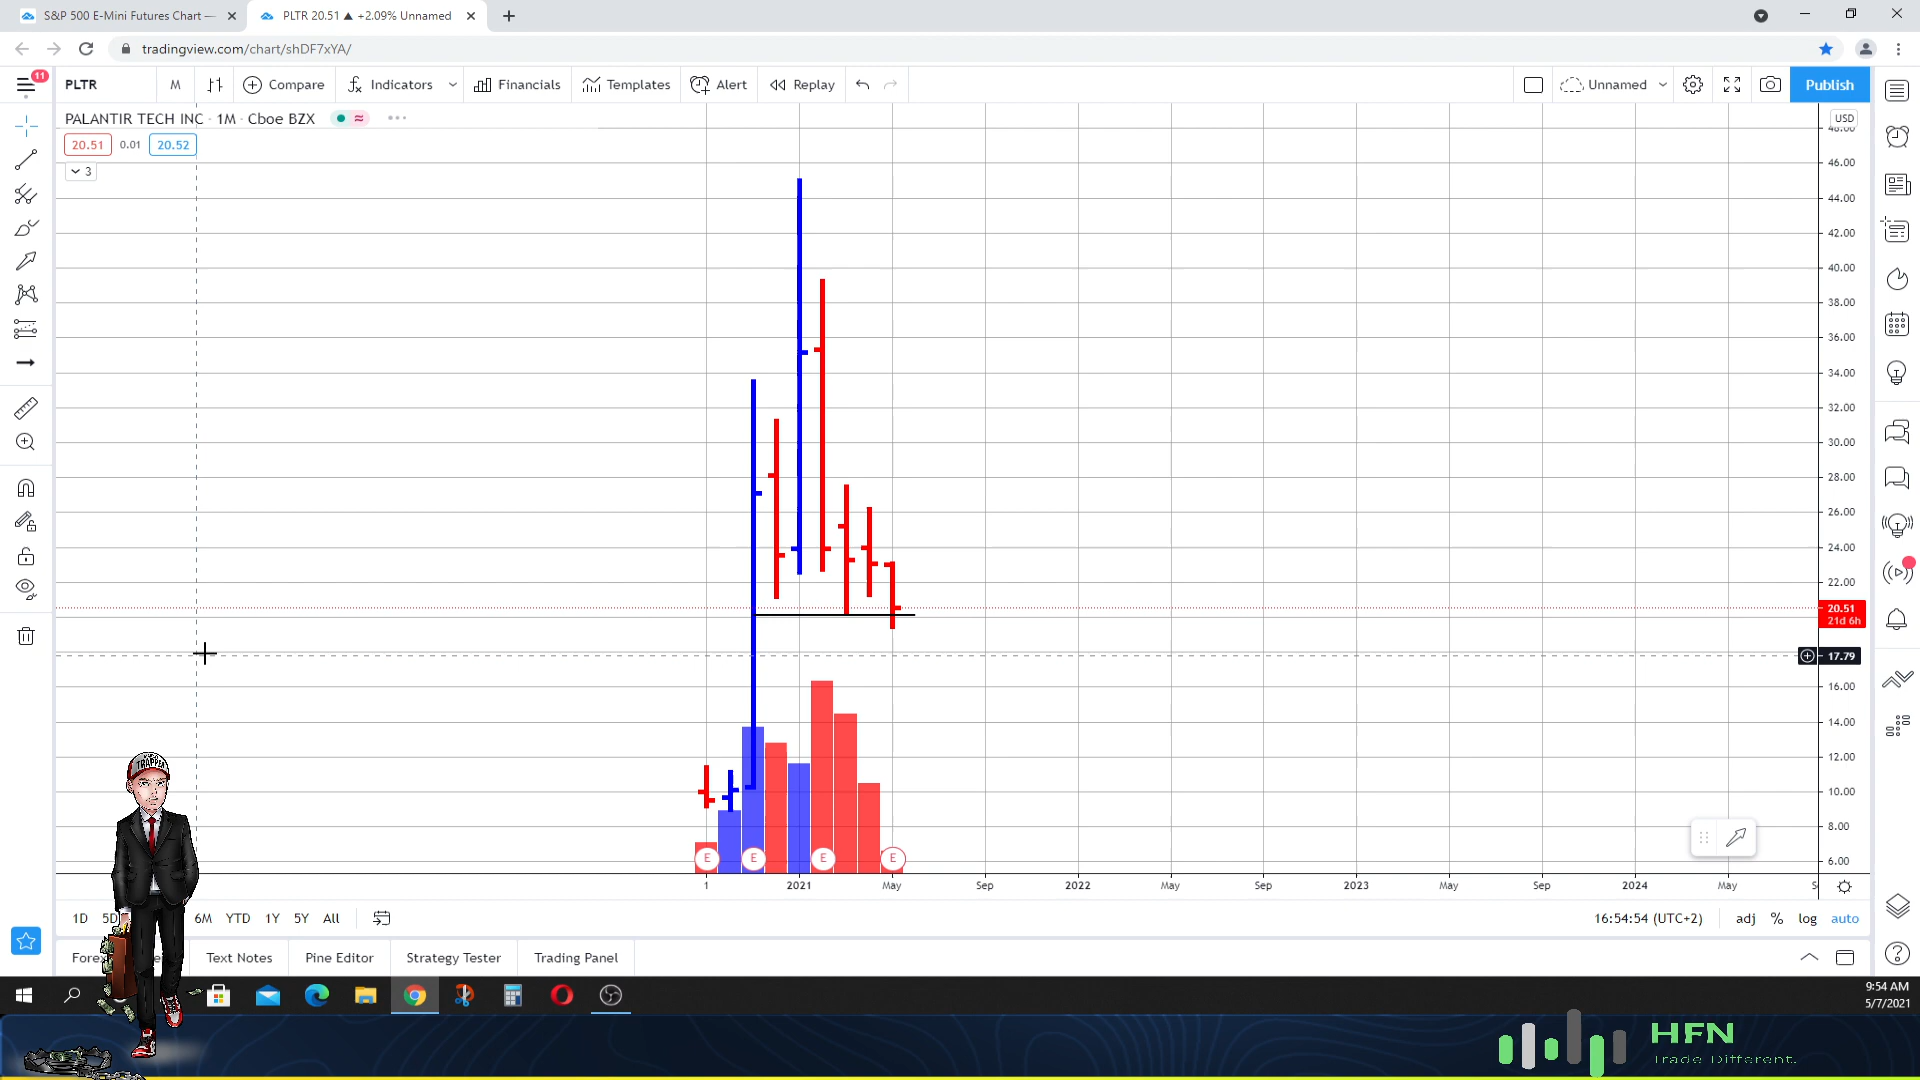 S&P 500 E-Mini Futures Chart —
PLTR 20.51 ▲ +2.09% Unnamed
tradingview.com/chart/shDF7xYA/
11
PLTR
M
Compare
Indicators
Financials
Templates
Alert
Replay
Unnamed
Publish
PALANTIR TECH INC · 1M · Cboe BZX
USD
20.51
0.01
20.52
3
48.00
46.00
44.00
42.00
40.00
38.00
36.00
34.00
32.00
30.00
28.00
26.00
24.00
22.00
20.51
21d 6h
17.79
16.00
14.00
12.00
10.00
8.00
6.00
E E E E
1 2021 May Sep 2022 May Sep 2023 May Sep 2024 May S
1D 5D 6M YTD 1Y 5Y All
16:54:54 (UTC+2)
adj % log auto
TRAPPER
Text Notes
Pine Editor
Strategy Tester
Trading Panel
9:54 AM
5/7/2021
HFN
Trade Different.